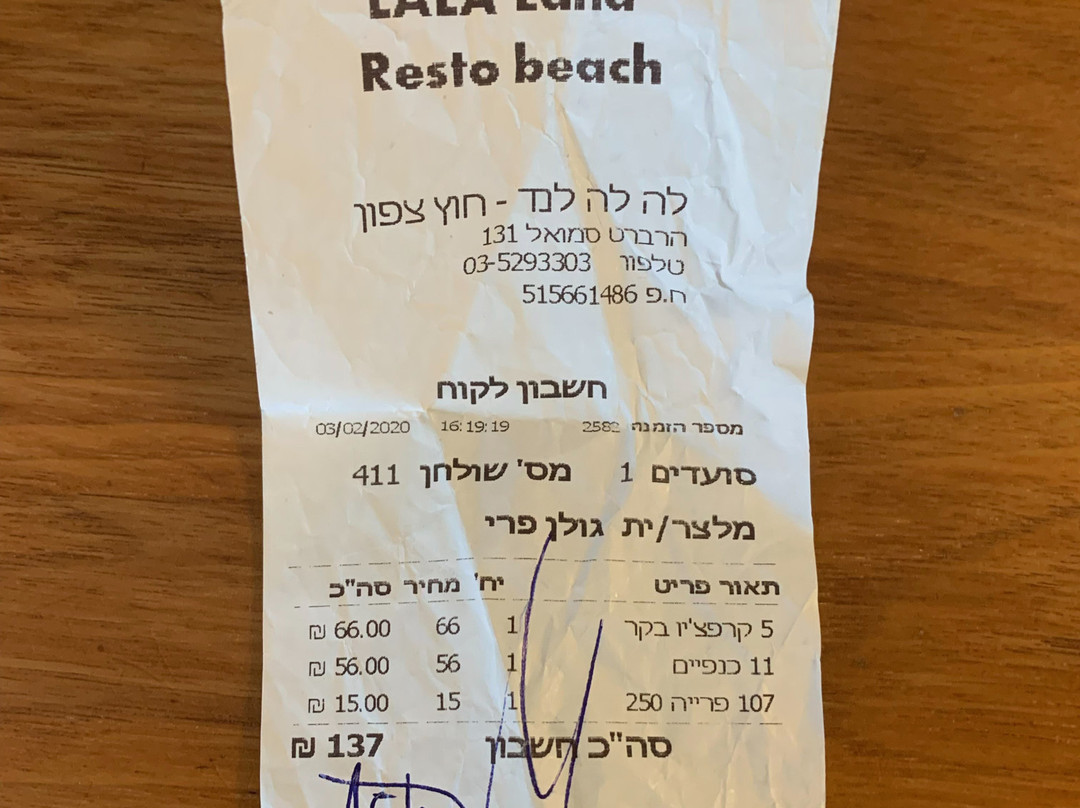 LALA Land
Resto beach
לה לה לנד - חוץ צפון
הרברט סמואל 131
טלפון 03-5293303
ח.פ 515661486
חשבון לקוח
מספר הזמנה 2582 16:19:19 03/02/2020
סועדים 1 מס' שולחן 411
מלצר/ית גולן פרי
תאור פריט יח' מחיר סה"כ
5 קרפצ'יו בקר 1 66 66.00 ₪
11 כנפיים 1 56 56.00 ₪
107 פרייה 250 1 15 15.00 ₪
סה"כ חשבון 137 ₪